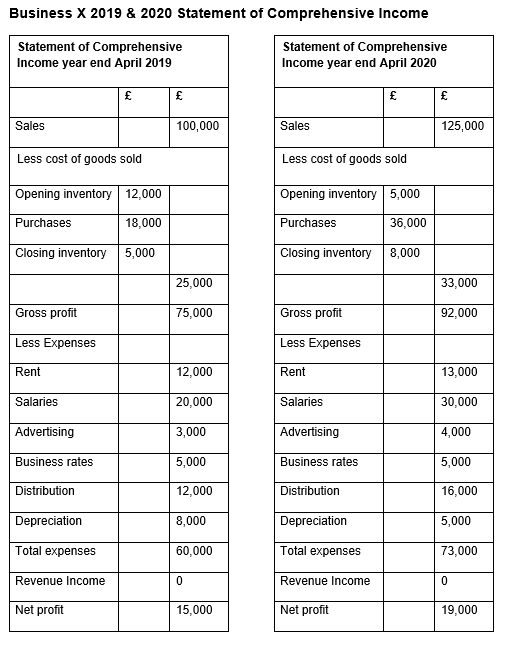 Business X 2019 & 2020 Statement of Comprehensive Income
Statement of Comprehensive
Income year end April 2019
£ £
Sales 100,000
Less cost of goods sold
Opening inventory 12,000
Purchases 18,000
Closing inventory 5,000
25,000
Gross profit 75,000
Less Expenses
Rent 12,000
Salaries 20,000
Advertising 3,000
Business rates 5,000
Distribution 12,000
Depreciation 8,000
Total expenses 60,000
Revenue Income 0
Net profit 15,000
Statement of Comprehensive
Income year end April 2020
£ £
Sales 125,000
Less cost of goods sold
Opening inventory 5,000
Purchases 36,000
Closing inventory 8,000
33,000
Gross profit 92,000
Less Expenses
Rent 13,000
Salaries 30,000
Advertising 4,000
Business rates 5,000
Distribution 16,000
Depreciation 5,000
Total expenses 73,000
Revenue Income 0
Net profit 19,000